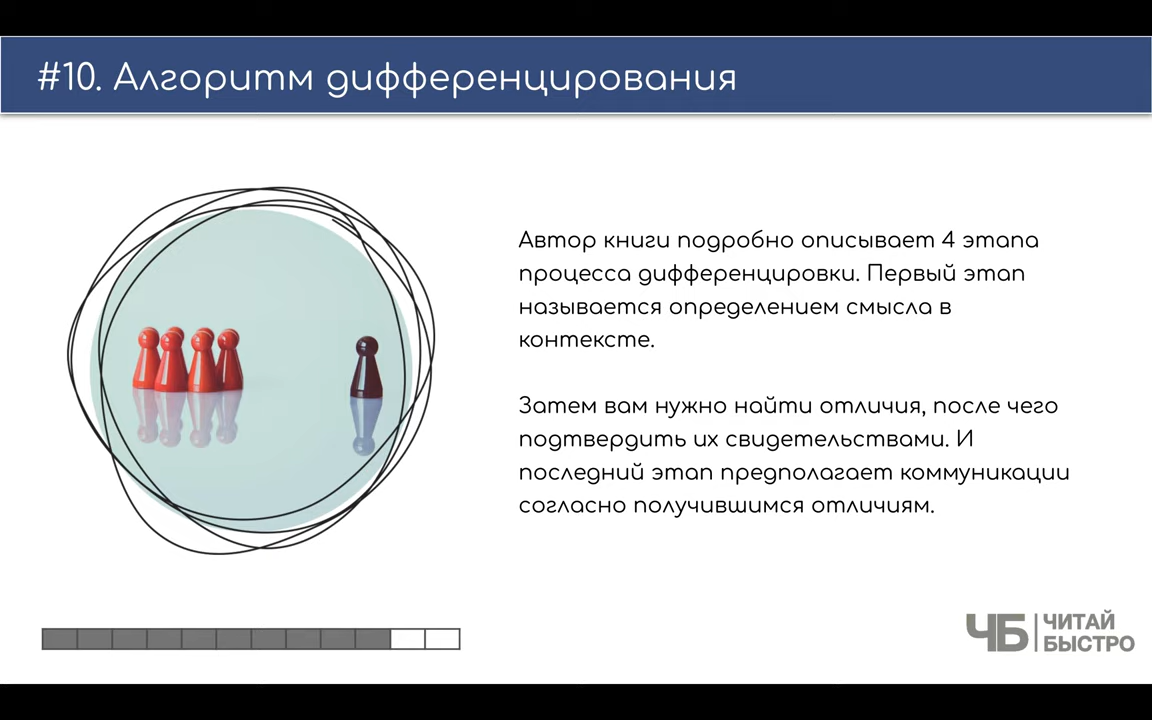 #10. Алгоритм дифференцирования
Автор книги подробно описывает 4 этапа
процесса дифференцировки. Первый этап
называется определением смысла в
контексте.
Затем вам нужно найти отличия, после чего
подтвердить их свидетельствами. И
последний этап предполагает коммуникации
согласно получившимся отличиям.
ЧБ
ЧИТАЙ
БЫСТРО